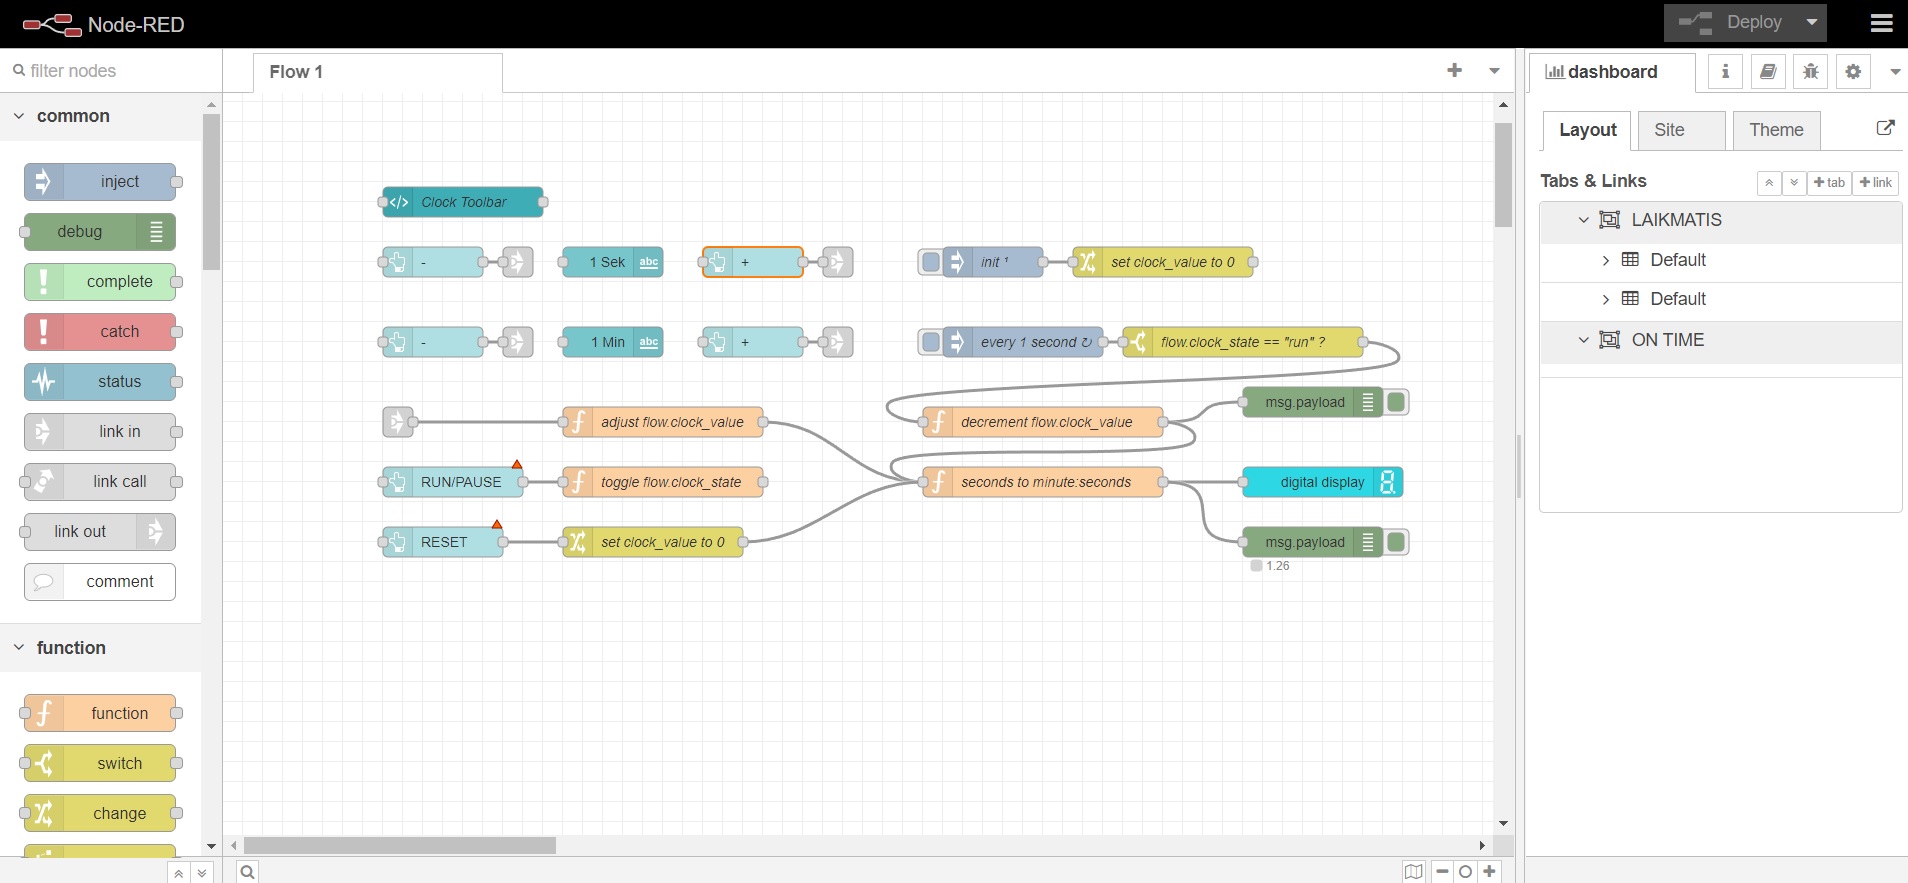 Node-RED
Deploy
filter nodes
Flow 1
dashboard
common
Layout
Site
Theme
inject
Tabs & Links
tab
link
Clock Toolbar
LAIKMATIS
debug
-
1 Sek
abc
+
init ¹
set clock_value to 0
Default
complete
Default
catch
-
1 Min
abc
+
every 1 second ↻
flow.clock_state == "run" ?
ON TIME
status
msg.payload
link in
adjust flow.clock_value
decrement flow.clock_value
link call
RUN/PAUSE
toggle flow.clock_state
seconds to minute:seconds
digital display
link out
RESET
set clock_value to 0
msg.payload
1.26
comment
function
function
switch
change